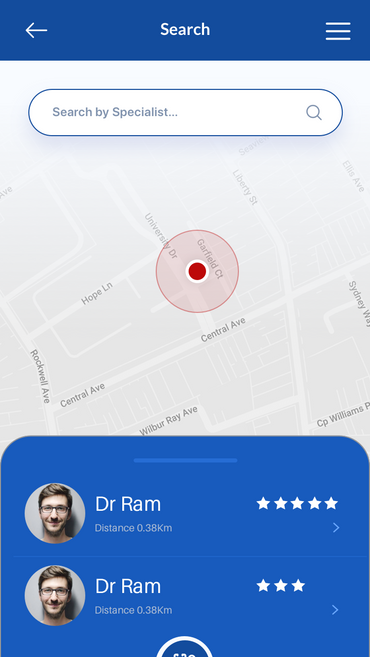 Search
Search by Specialist...
Ellis Ave
Liberty St
Ave
University Dr
Garfield Ct
Hope Ln
Sydney Way
Central Ave
Rockwell Ave
Central Ave
Wilbur Ray Ave
Cp Williams P
Dr Ram
Distance 0.38Km
Dr Ram
Distance 0.38Km